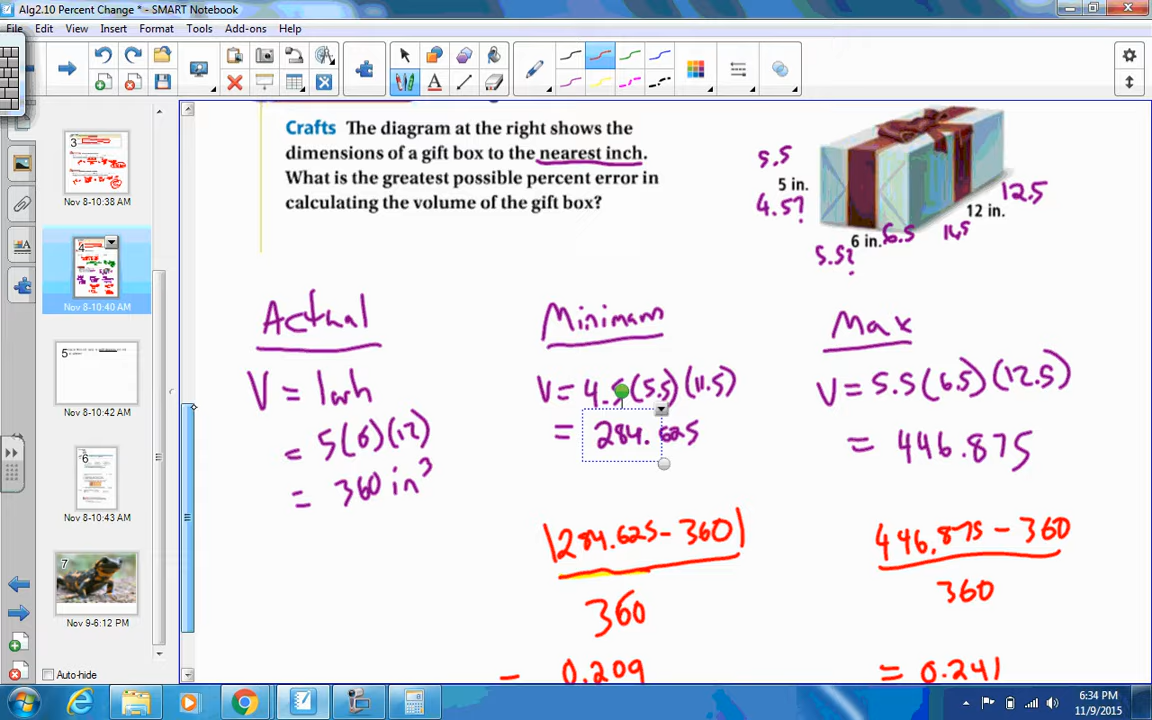 Alg2.10 Percent Change * - SMART Notebook
File Edit View Insert Format Tools Add-ons Help
3
Nov 8-10:38 AM
4
Nov 8-10:40 AM
5
Nov 8-10:42 AM
6
Nov 8-10:43 AM
7
Nov 9-6:12 PM
Auto-hide
Crafts The diagram at the right shows the
dimensions of a gift box to the nearest inch.
What is the greatest possible percent error in
calculating the volume of the gift box?
5.5
5 in.
4.5?
6 in.
6.5
5.5?
12 in.
12.5
Actual
V = lwh
= 5(6)(12)
= 360 in³
Minimam
V = 4.5(5.5)(11.5)
= 284.625
|284.625 - 360|
360
0.209
Max
V = 5.5(6.5)(12.5)
= 446.875
446.875 - 360
360
= 0.241
6:34 PM
11/9/2015